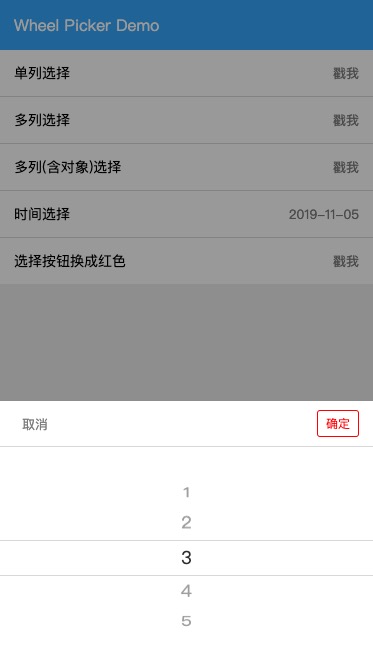 Wheel Picker Demo
单列选择 戳我
多列选择 戳我
多列(含对象)选择 戳我
时间选择 2019-11-05
选择按钮换成红色 戳我
取消 确定
1
2
3
4
5